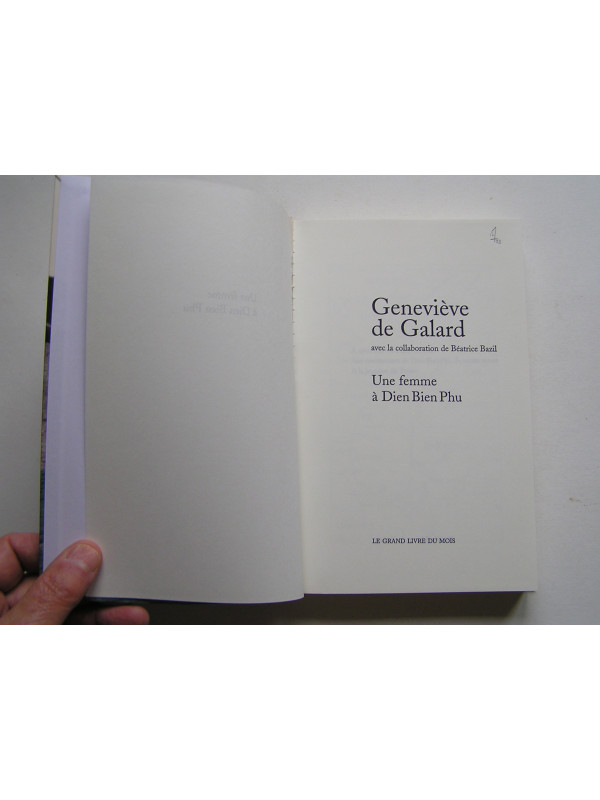 Geneviève
de Galard
avec la collaboration de Béatrice Bazil
Une femme
à Dien Bien Phu
LE GRAND LIVRE DU MOIS